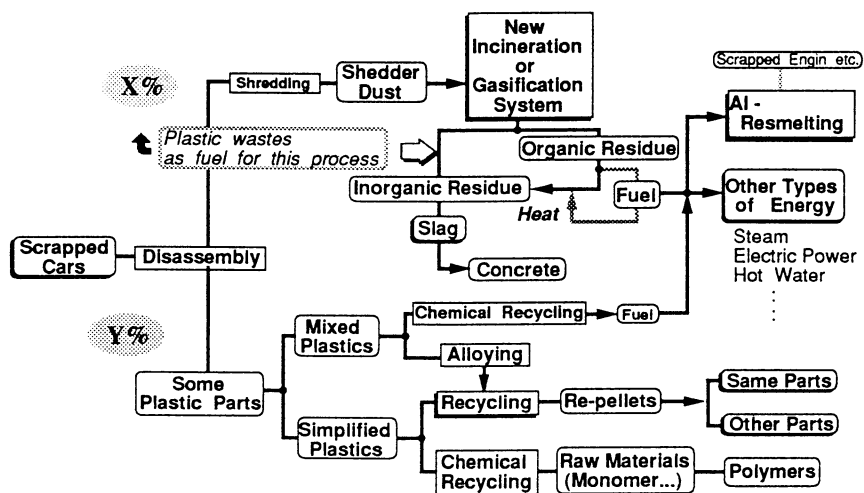 New
Incineration
or
Gasification
System
Scrapped Engin etc.
X%
Shredding
Shedder
Dust
Al -
Resmelting
Plastic wastes
as fuel for this process
Organic Residue
Inorganic Residue
Heat
Fuel
Other Types
of Energy
Slag
Steam
Electric Power
Hot Water
Scrapped
Cars
Disassembly
Concrete
Y%
Mixed
Plastics
Chemical Recycling
Fuel
Alloying
Some
Plastic Parts
Recycling
Re-pellets
Same Parts
Other Parts
Simplified
Plastics
Chemical
Recycling
Raw Materials
(Monomer...)
Polymers